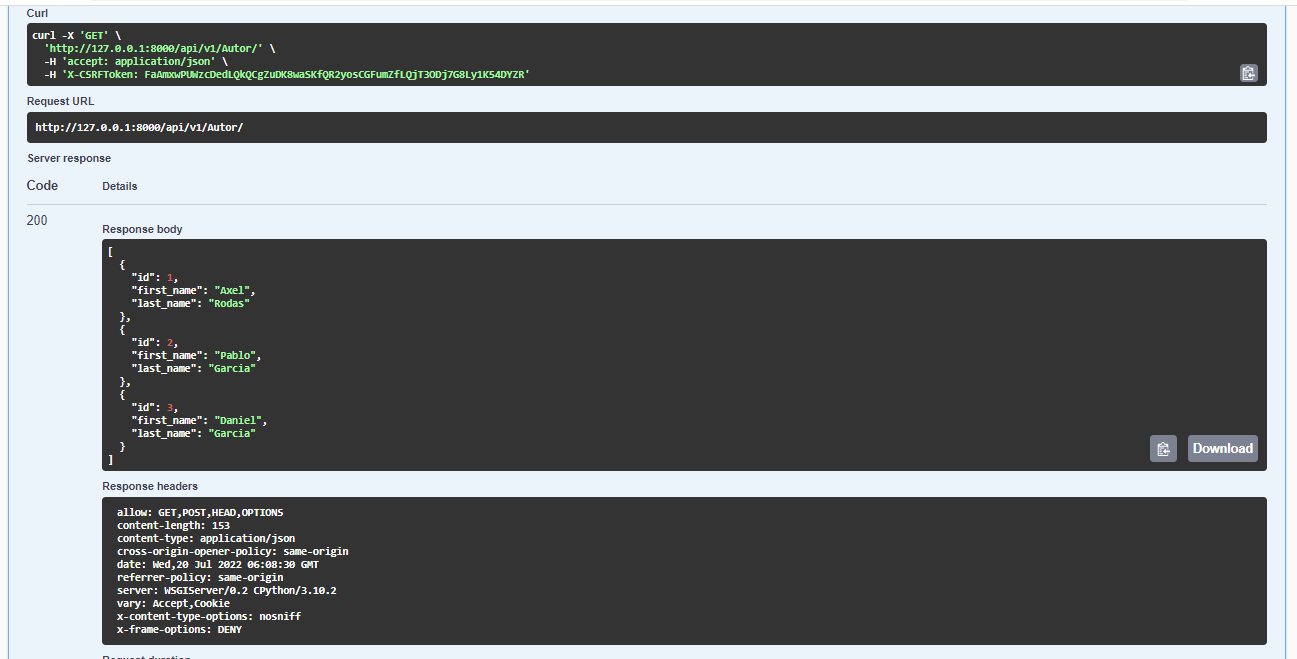 Curl
curl -X 'GET' \
'http://127.0.0.1:8000/api/v1/Autor/' \
-H 'accept: application/json' \
-H 'X-CSRFToken: FaAmxwPUWzcDedLQkQCgZuDK8waSKfQR2yosCGFumZfLQjT3ODj7G8Ly1K54DYZR'
Request URL
http://127.0.0.1:8000/api/v1/Autor/
Server response
Code Details
200
Response body
[
{
"id": 1,
"first_name": "Axel",
"last_name": "Rodas"
},
{
"id": 2,
"first_name": "Pablo",
"last_name": "Garcia"
},
{
"id": 3,
"first_name": "Daniel",
"last_name": "Garcia"
}
]
Download
Response headers
allow: GET,POST,HEAD,OPTIONS
content-length: 153
content-type: application/json
cross-origin-opener-policy: same-origin
date: Wed,20 Jul 2022 06:08:30 GMT
referrer-policy: same-origin
server: WSGIServer/0.2 CPython/3.10.2
vary: Accept,Cookie
x-content-type-options: nosniff
x-frame-options: DENY
Request duration